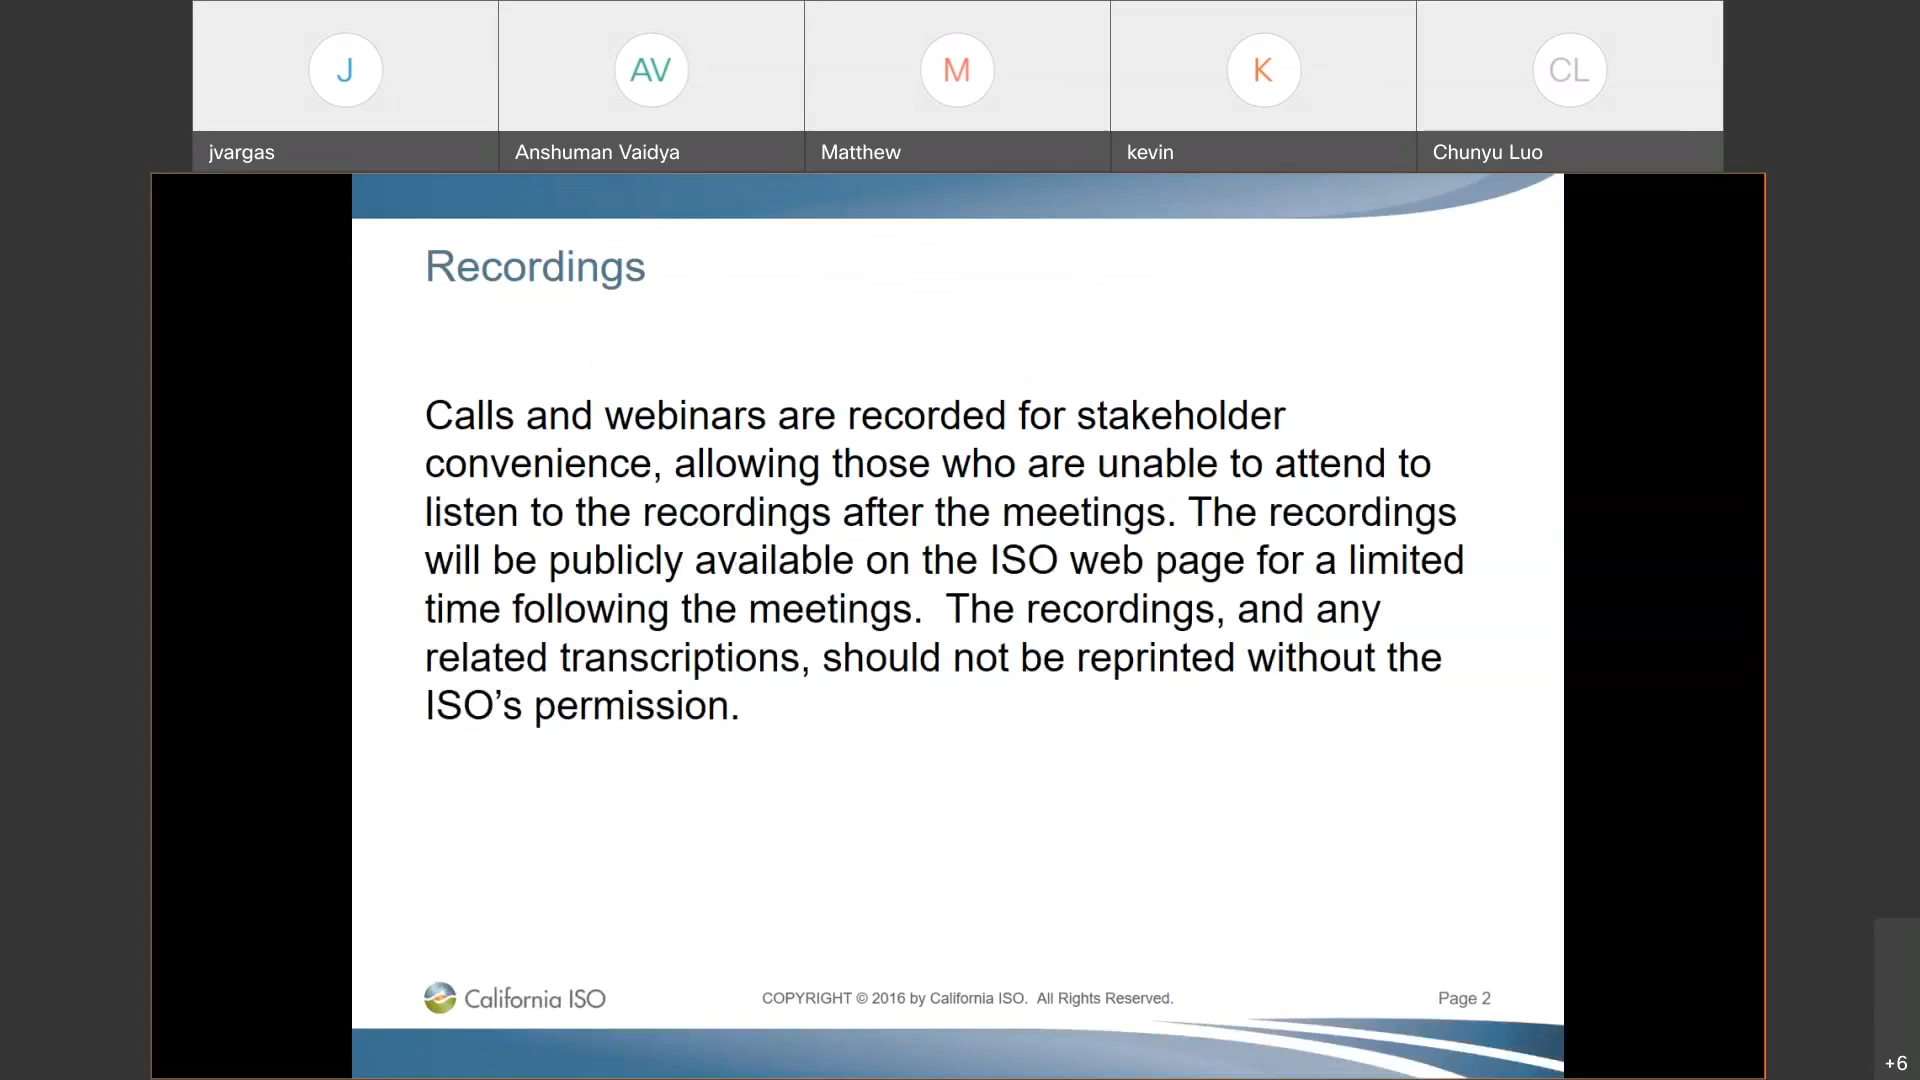 J
AV
M
K
CL
jvargas
Anshuman Vaidya
Matthew
kevin
Chunyu Luo
Recordings
Calls and webinars are recorded for stakeholder
convenience, allowing those who are unable to attend to
listen to the recordings after the meetings. The recordings
will be publicly available on the ISO web page for a limited
time following the meetings.  The recordings, and any
related transcriptions, should not be reprinted without the
ISO’s permission.
California ISO
COPYRIGHT © 2016 by California ISO.  All Rights Reserved.
Page 2
+6